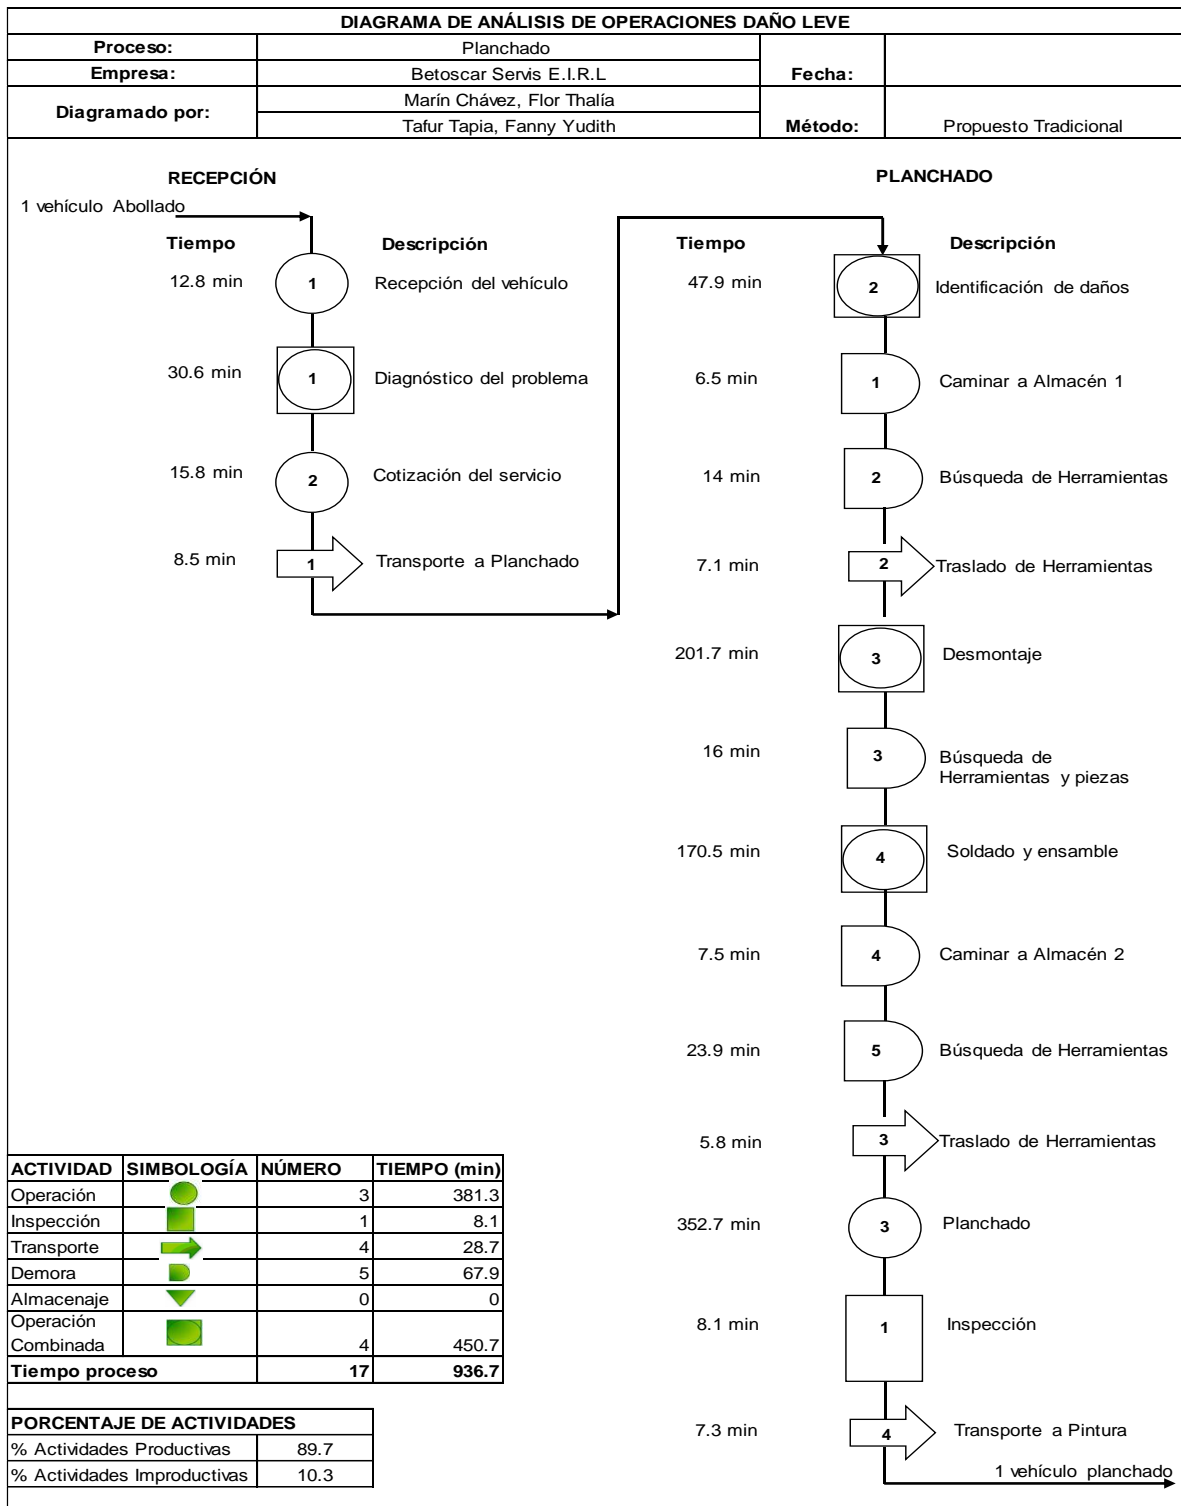 DIAGRAMA DE ANÁLISIS DE OPERACIONES DAÑO LEVE
Proceso: Planchado
Empresa: Betoscar Servis E.I.R.L Fecha:
Diagramado por: Marín Chávez, Flor Thalía
Tafur Tapia, Fanny Yudith Método: Propuesto Tradicional
RECEPCIÓN
1 vehículo Abollado
Tiempo Descripción
12.8 min 1 Recepción del vehículo
30.6 min 1 Diagnóstico del problema
15.8 min 2 Cotización del servicio
8.5 min 1 Transporte a Planchado
PLANCHADO
Tiempo Descripción
47.9 min 2 Identificación de daños
6.5 min 1 Caminar a Almacén 1
14 min 2 Búsqueda de Herramientas
7.1 min 2 Traslado de Herramientas
201.7 min 3 Desmontaje
16 min 3 Búsqueda de
Herramientas y piezas
170.5 min 4 Soldado y ensamble
7.5 min 4 Caminar a Almacén 2
23.9 min 5 Búsqueda de Herramientas
5.8 min 3 Traslado de Herramientas
352.7 min 3 Planchado
8.1 min 1 Inspección
7.3 min 4 Transporte a Pintura
1 vehículo planchado
ACTIVIDAD SIMBOLOGÍA NÚMERO TIEMPO (min)
Operación 3 381.3
Inspección 1 8.1
Transporte 4 28.7
Demora 5 67.9
Almacenaje 0 0
Operación
Combinada 4 450.7
Tiempo proceso 17 936.7
PORCENTAJE DE ACTIVIDADES
% Actividades Productivas 89.7
% Actividades Improductivas 10.3